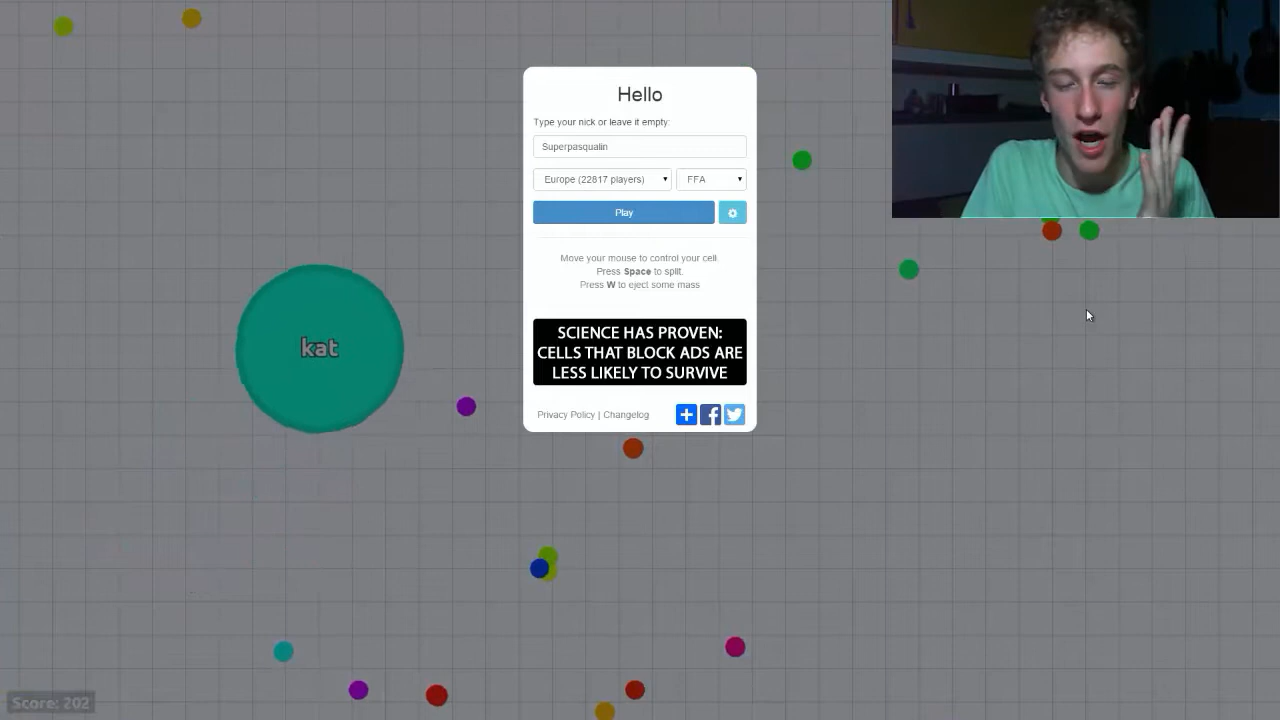 Hello
Type your nick or leave it empty:
Superpasqualin
Europe (22817 players) FFA
Play
Move your mouse to control your cell.
Press Space to split.
Press W to eject some mass
SCIENCE HAS PROVEN:
CELLS THAT BLOCK ADS ARE
LESS LIKELY TO SURVIVE
Privacy Policy | Changelog
kat
Score: 202